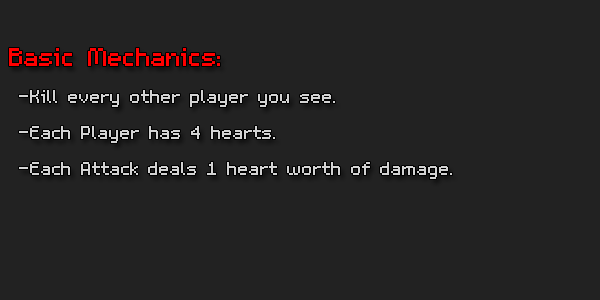 Basic Mechanics:
-Kill every other player you see.
-Each Player has 4 hearts.
-Each Attack deals 1 heart worth of damage.